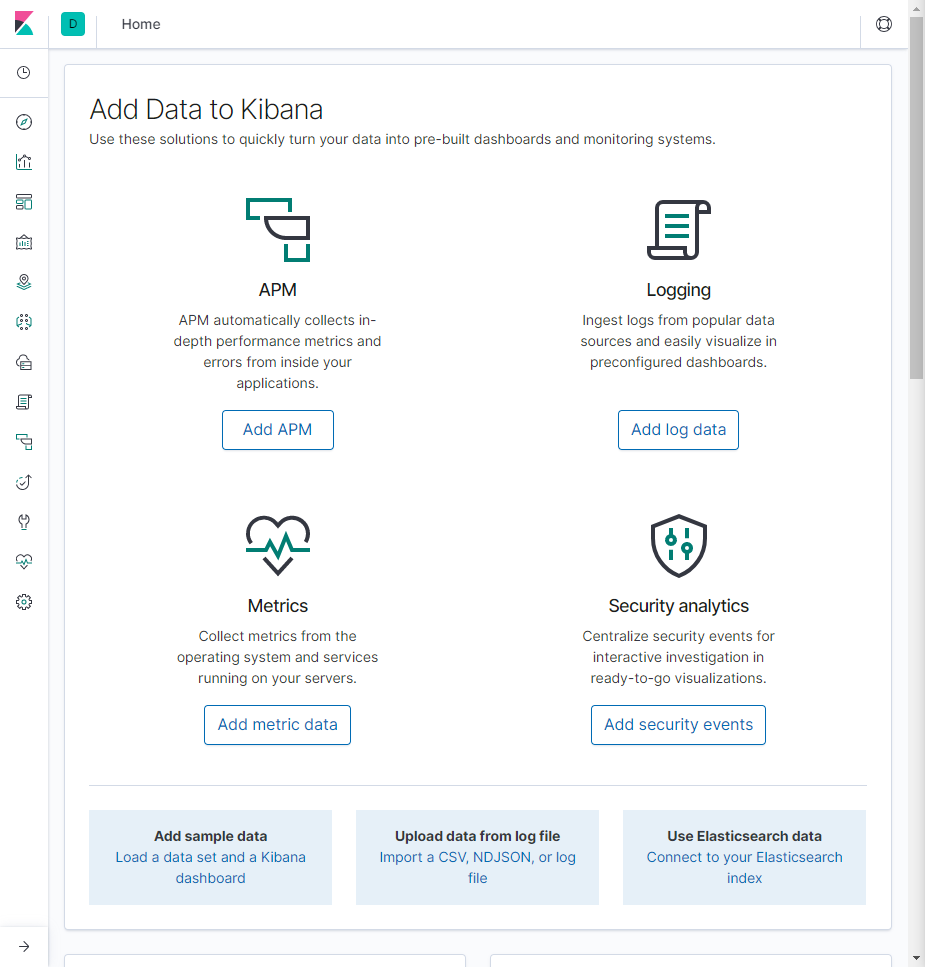 D
Home
Add Data to Kibana
Use these solutions to quickly turn your data into pre-built dashboards and monitoring systems.
APM
APM automatically collects in-
depth performance metrics and
errors from inside your
applications.
Add APM
Logging
Ingest logs from popular data
sources and easily visualize in
preconfigured dashboards.
Add log data
Metrics
Collect metrics from the
operating system and services
running on your servers.
Add metric data
Security analytics
Centralize security events for
interactive investigation in
ready-to-go visualizations.
Add security events
Add sample data
Load a data set and a Kibana
dashboard
Upload data from log file
Import a CSV, NDJSON, or log
file
Use Elasticsearch data
Connect to your Elasticsearch
index